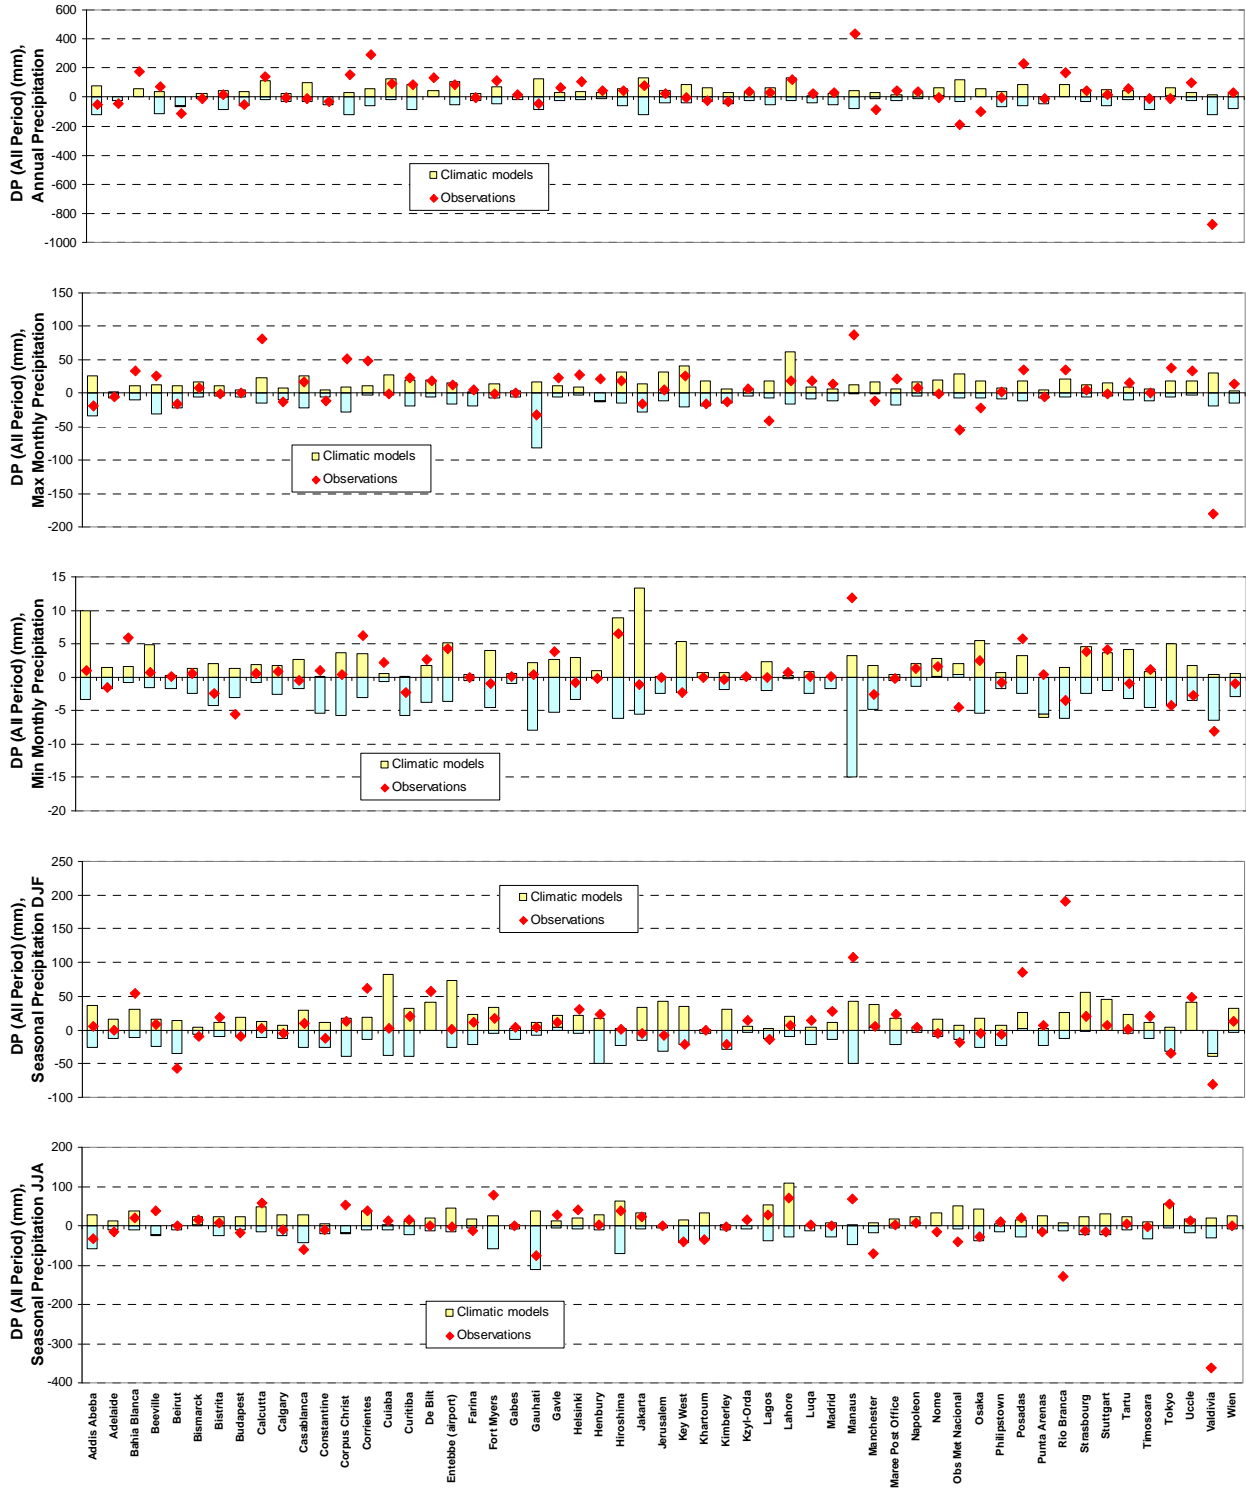 DP (All Period) (mm),
Annual Precipitation
600
400
200
0
-200
-400
-600
-800
-1000
Climatic models
Observations
DP (All Period) (mm),
Max Monthly Precipitation
150
100
50
0
-50
-100
-150
-200
Climatic models
Observations
DP (All Period) (mm),
Min Monthly Precipitation
15
10
5
0
-5
-10
-15
-20
Climatic models
Observations
DP (All Period) (mm),
Seasonal Precipitation DJF
250
200
150
100
50
0
-50
-100
Climatic models
Observations
DP (All Period) (mm),
Seasonal Precipitation JJA
200
100
0
-100
-200
-300
-400
Climatic models
Observations
Addis Abeba
Adelaide
Bahia Blanca
Beeville
Beirut
Bismarck
Bistrita
Budapest
Calcutta
Calgary
Casablanca
Constantine
Corpus Christ
Corrientes
Cuiaba
Curitiba
De Bilt
Entebbe (airport)
Farina
Fort Myers
Gabes
Gauhati
Gavle
Helsinki
Henbury
Hiroshima
Jakarta
Jerusalem
Key West
Khartoum
Kimberley
Kzyl-Orda
Lagos
Lahore
Luqa
Madrid
Manaus
Manchester
Maree Post Office
Napoleon
Nome
Obs Met Nacional
Osaka
Philipstown
Posadas
Punta Arenas
Rio Branca
Strasbourg
Stuttgart
Tartu
Timosoara
Tokyo
Uccle
Valdivia
Wien